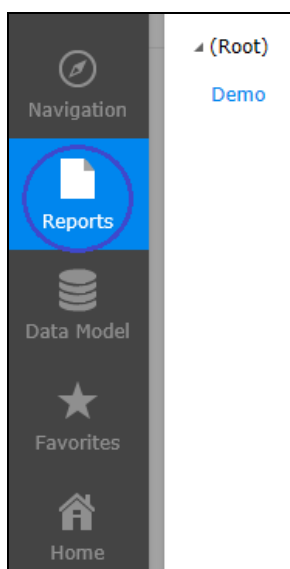 (Root)
Demo
Navigation
Reports
Data Model
Favorites
Home